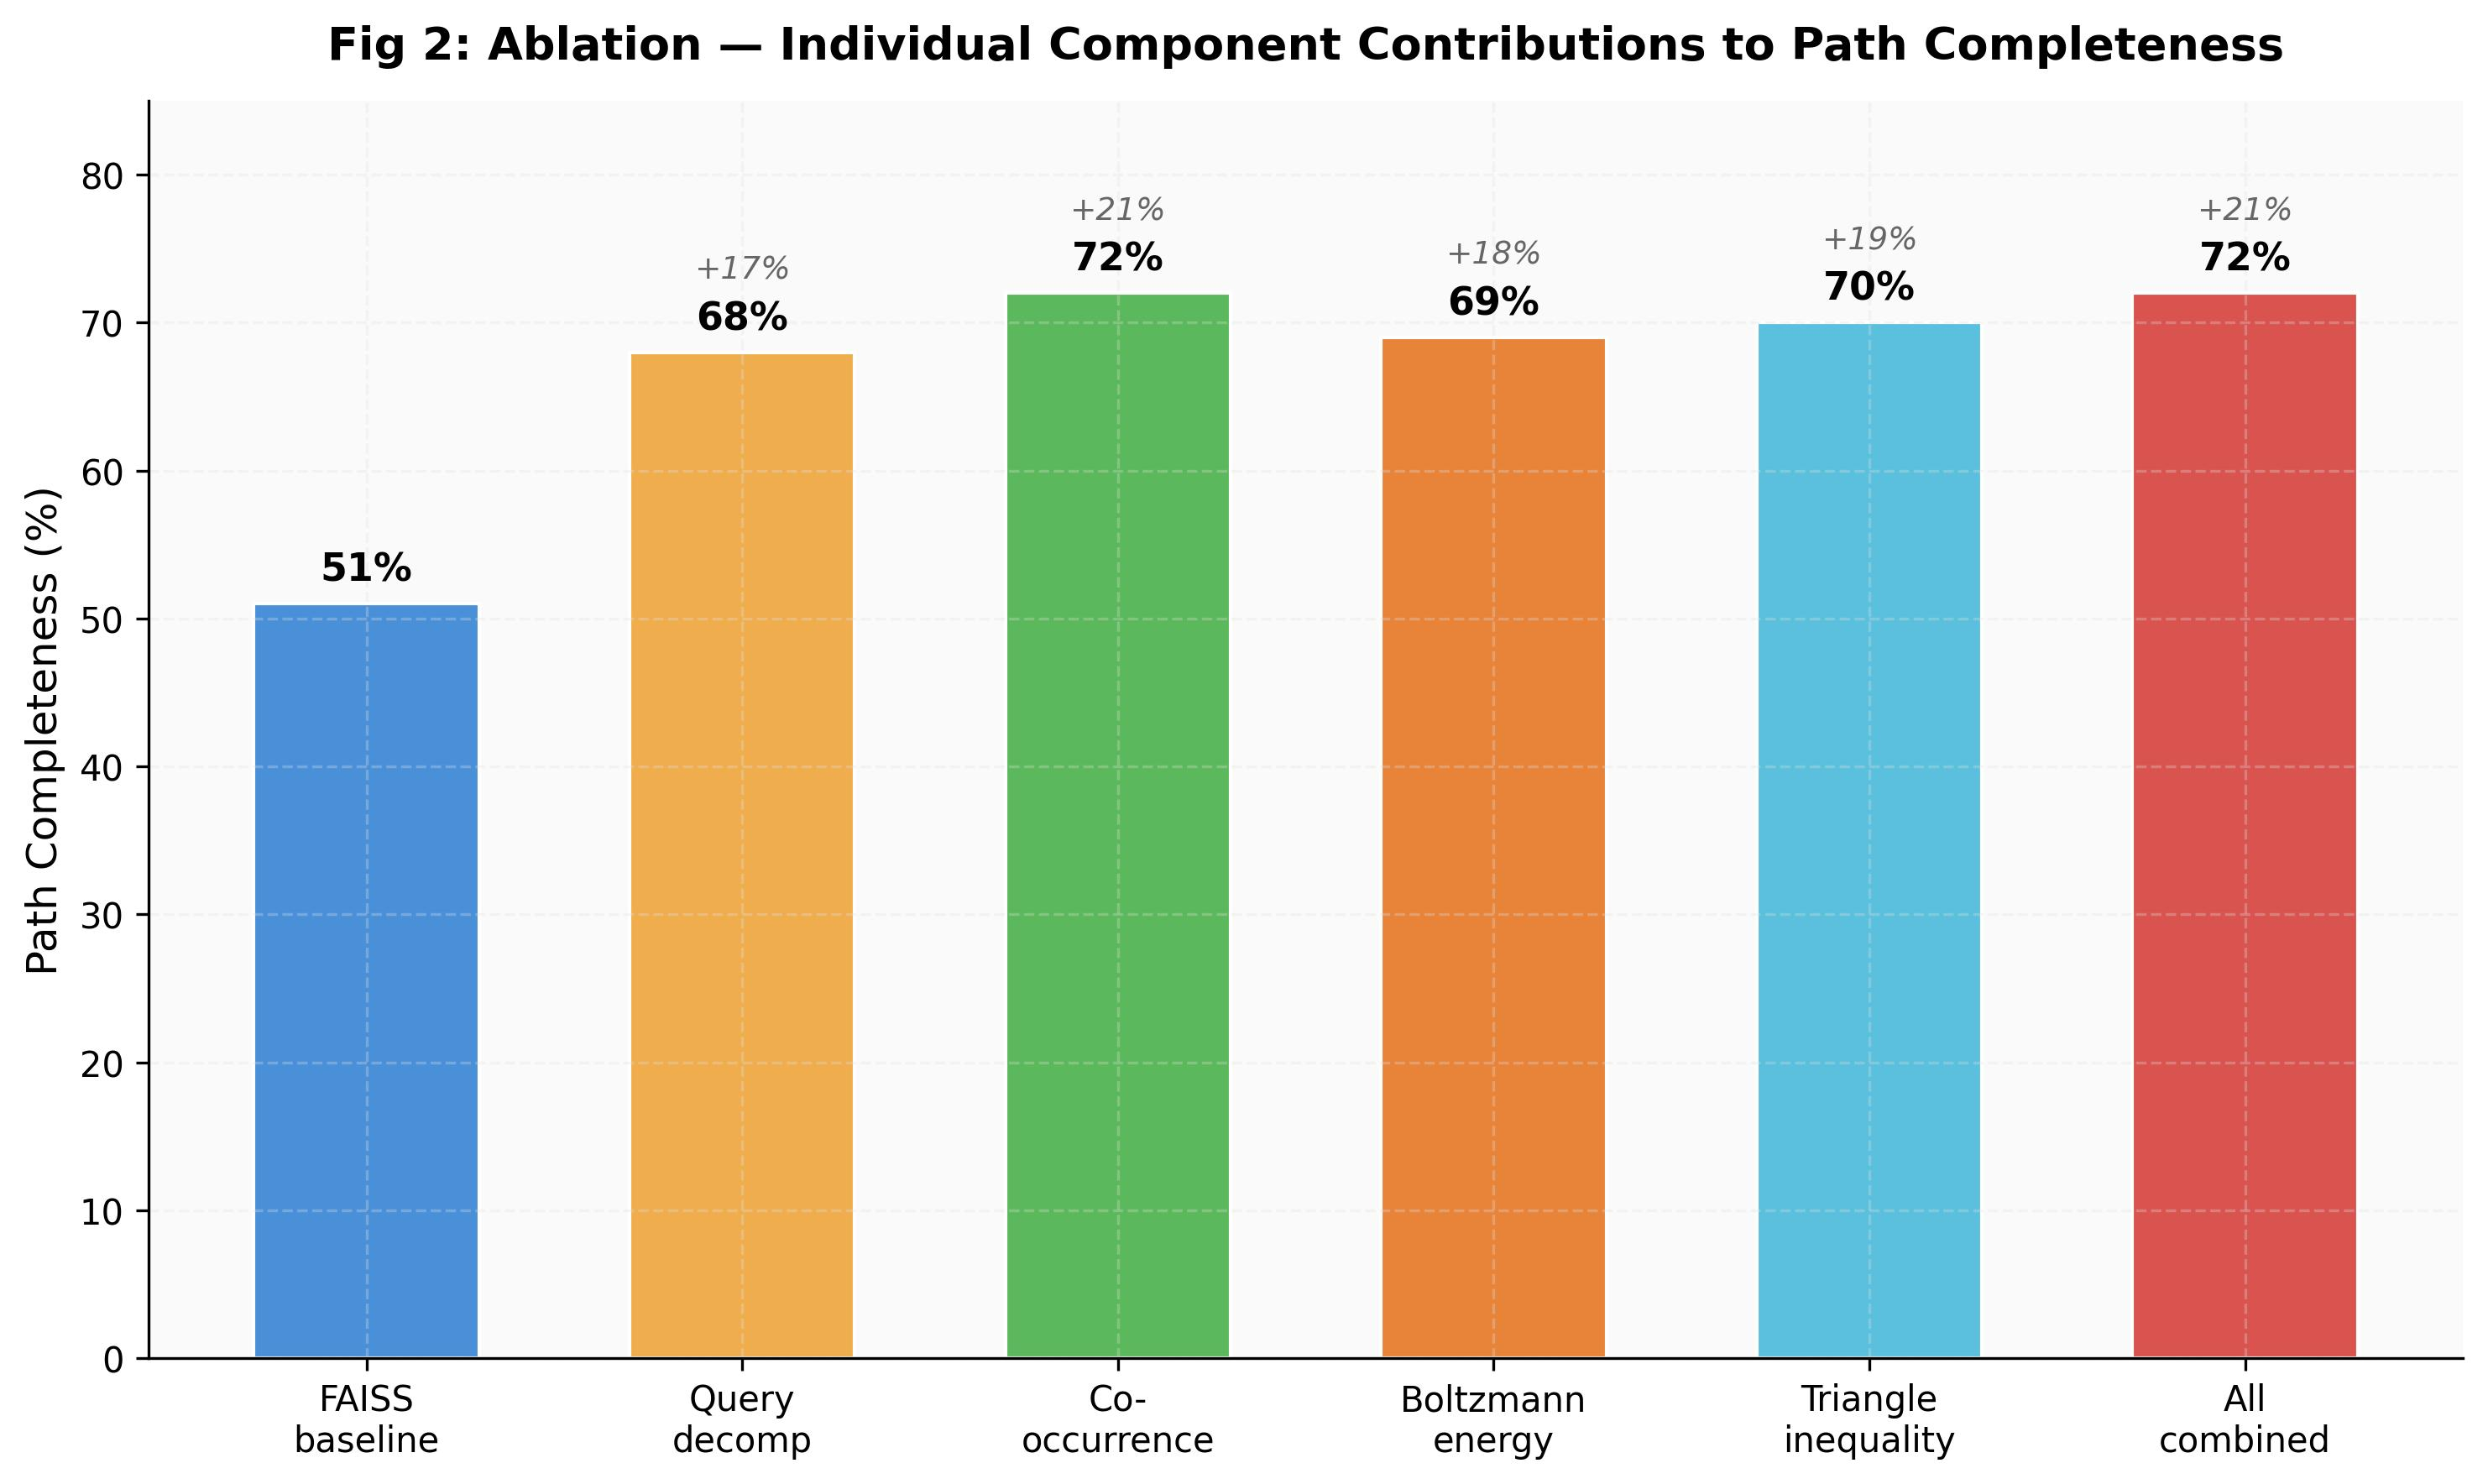 Fig 2: Ablation — Individual Component Contributions to Path Completeness
Path Completeness (%)
80
70
60
50
40
30
20
10
0
51%
+17%
68%
+21%
72%
+18%
69%
+19%
70%
+21%
72%
FAISS
baseline
Query
decomp
Co-
occurrence
Boltzmann
energy
Triangle
inequality
All
combined